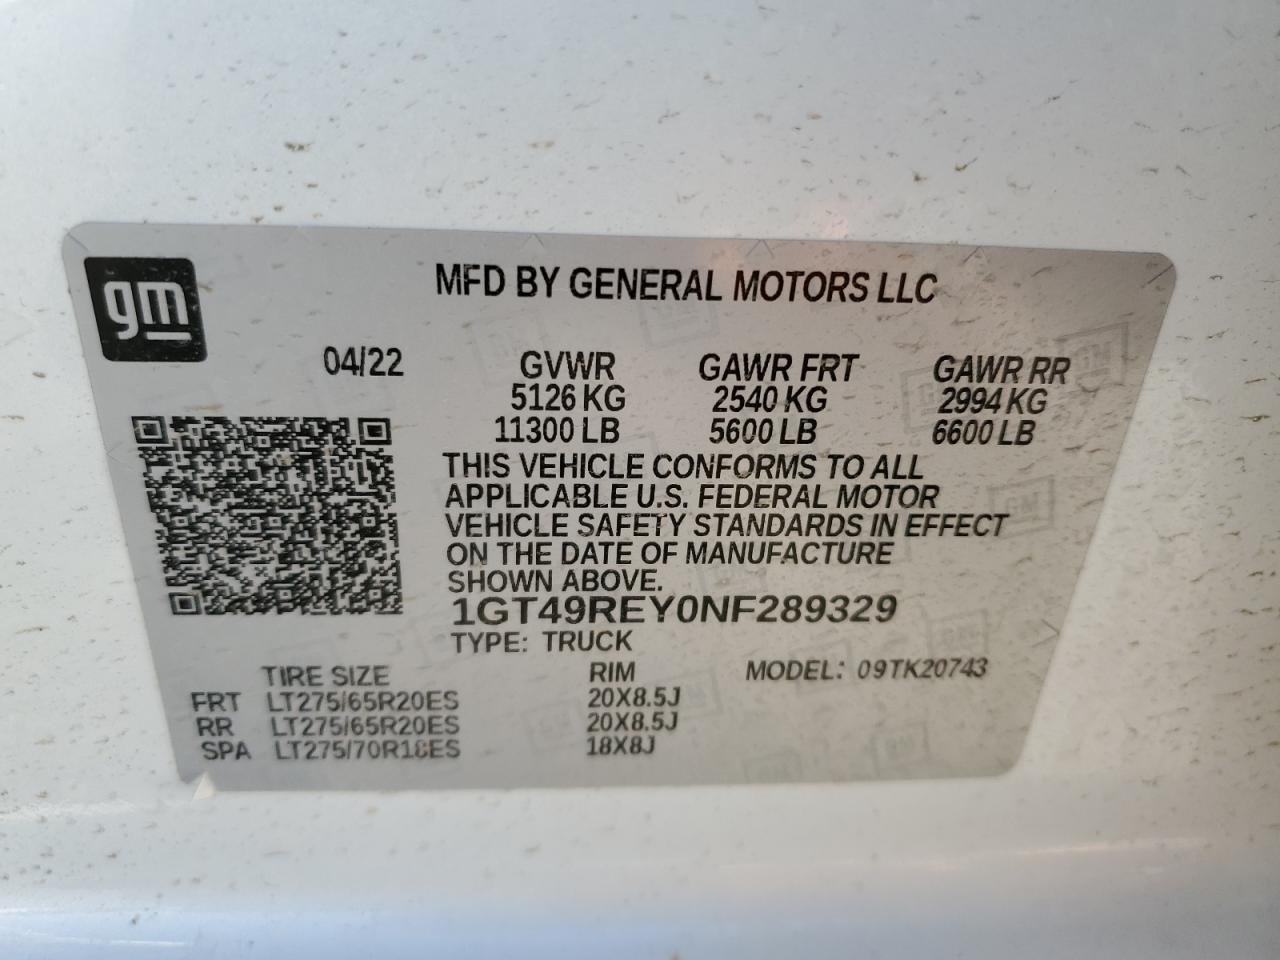 gm
MFD BY GENERAL MOTORS LLC
04/22 GVWR GAWR FRT GAWR RR
5126 KG 2540 KG 2994 KG
11300 LB 5600 LB 6600 LB
THIS VEHICLE CONFORMS TO ALL
APPLICABLE U.S. FEDERAL MOTOR
VEHICLE SAFETY STANDARDS IN EFFECT
ON THE DATE OF MANUFACTURE
SHOWN ABOVE.
1GT49REY0NF289329
TYPE: TRUCK
TIRE SIZE RIM MODEL: 09TK20743
FRT LT275/65R20ES 20X8.5J
RR LT275/65R20ES 20X8.5J
SPA LT275/70R18ES 18X8J